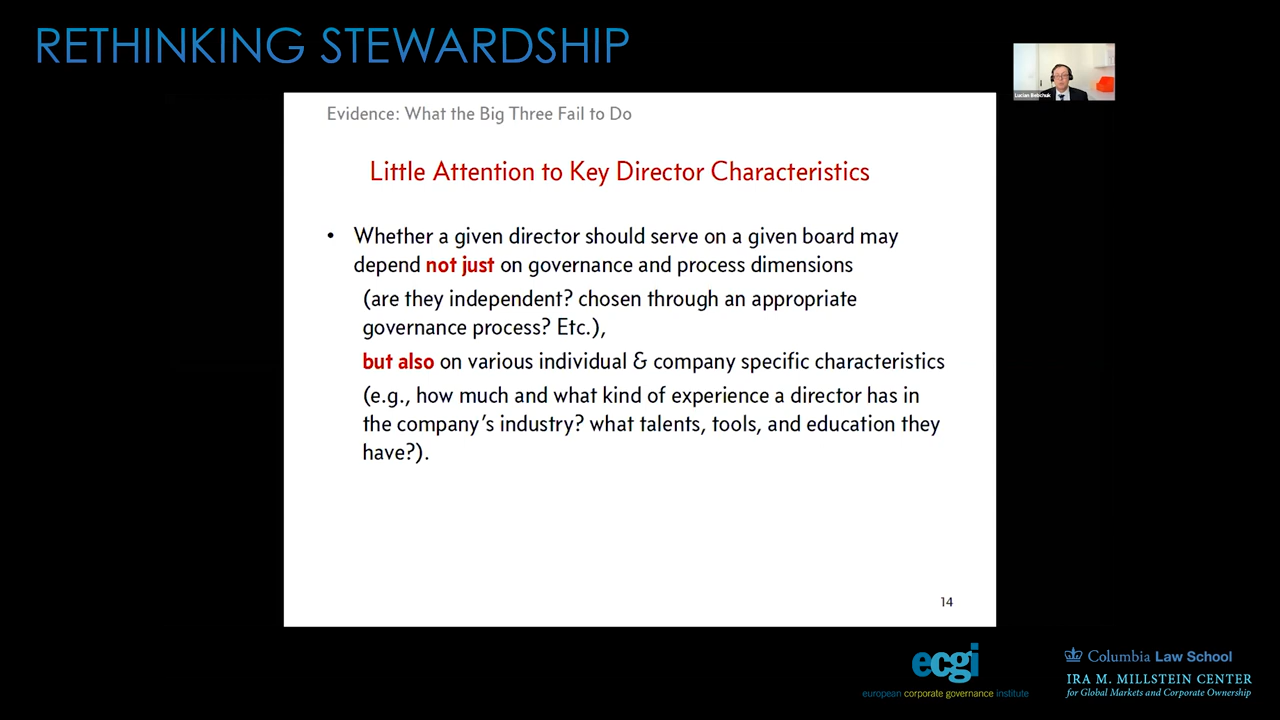 RETHINKING STEWARDSHIP
Lucian Bebchuk
Evidence: What the Big Three Fail to Do
Little Attention to Key Director Characteristics
• Whether a given director should serve on a given board may
depend not just on governance and process dimensions
(are they independent? chosen through an appropriate
governance process? Etc.),
but also on various individual & company specific characteristics
(e.g., how much and what kind of experience a director has in
the company's industry? what talents, tools, and education they
have?).
14
ecgi
european corporate governance institute
Columbia Law School
IRA M. MILLSTEIN CENTER
for Global Markets and Corporate Ownership